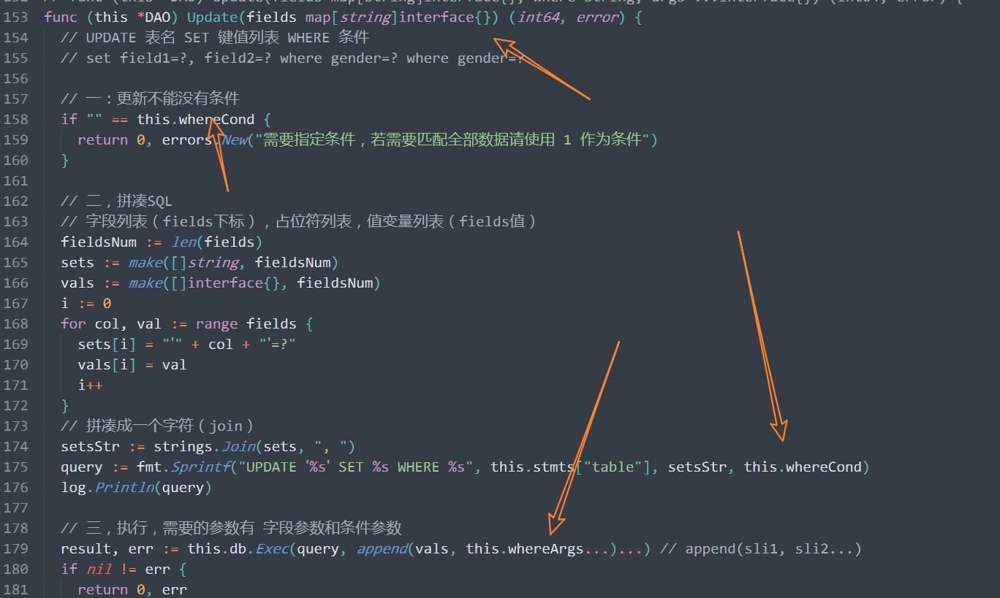 152 // func (this *DAO) Update(fields map[string]interface{}, where string, args ...interface{}) (int64, error) {
153 func (this *DAO) Update(fields map[string]interface{}) (int64, error) {
154 // UPDATE 表名 SET 键值列表 WHERE 条件
155 // set field1=?, field2=? where gender=? where gender=?
156
157 // 一：更新不能没有条件
158 if "" == this.whereCond {
159 return 0, errors.New("需要指定条件，若需要匹配全部数据请使用 1 作为条件")
160 }
161
162 // 二，拼凑SQL
163 // 字段列表（fields下标），占位符列表，值变量列表（fields值）
164 fieldsNum := len(fields)
165 sets := make([]string, fieldsNum)
166 vals := make([]interface{}, fieldsNum)
167 i := 0
168 for col, val := range fields {
169 sets[i] = "`" + col + "`=?"
170 vals[i] = val
171 i++
172 }
173 // 拼凑成一个字符（join）
174 setsStr := strings.Join(sets, ", ")
175 query := fmt.Sprintf("UPDATE `%s` SET %s WHERE %s", this.stmts["table"], setsStr, this.whereCond)
176 log.Println(query)
177
178 // 三，执行，需要的参数有 字段参数和条件参数
179 result, err := this.db.Exec(query, append(vals, this.whereArgs...)...) // append(sli1, sli2...)
180 if nil != err {
181 return 0, err